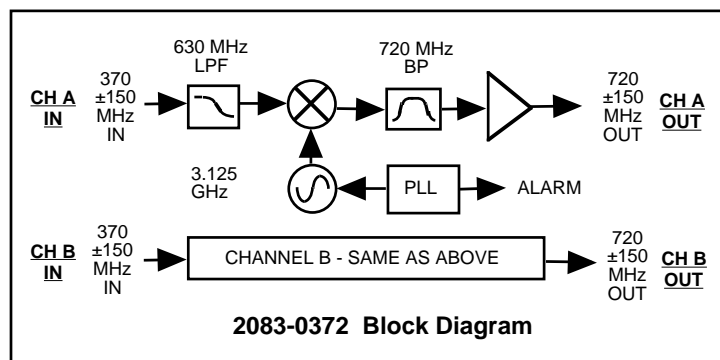 630 MHz
LPF
720 MHz
BP
CH A
IN
370
±150
MHz
IN
720
±150
MHz
OUT
CH A
OUT
3.125
GHz
PLL
ALARM
CH B
IN
370
±150
MHz
IN
CHANNEL B - SAME AS ABOVE
720
±150
MHz
OUT
CH B
OUT
2083-0372 Block Diagram